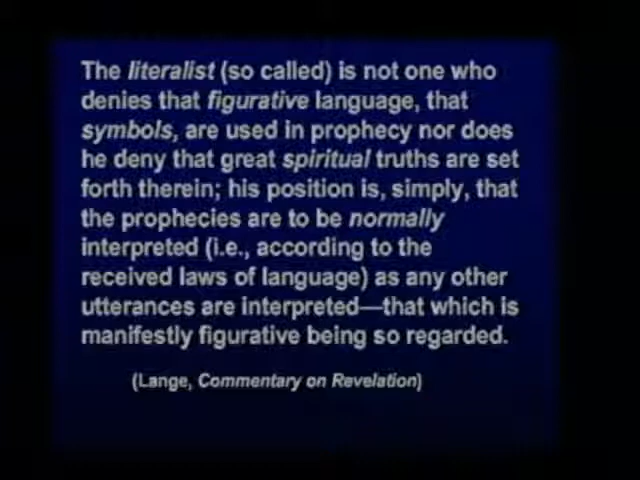 The literalist (so called) is not one who
denies that figurative language, that
symbols, are used in prophecy nor does
he deny that great spiritual truths are set
forth therein; his position is, simply, that
the prophecies are to be normally
interpreted (i.e., according to the
received laws of language) as any other
utterances are interpreted—that which is
manifestly figurative being so regarded.
(Lange, Commentary on Revelation)